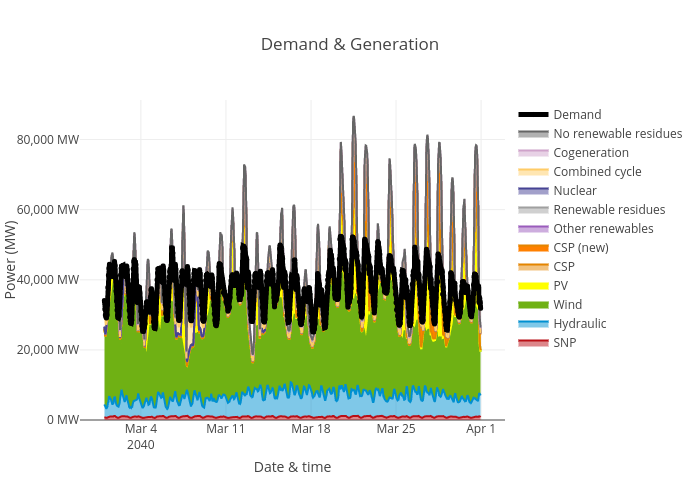 Demand & Generation
80,000 MW
60,000 MW
40,000 MW
20,000 MW
0 MW
Power (MW)
Mar 4
2040
Mar 11
Mar 18
Mar 25
Apr 1
Date & time
Demand
No renewable residues
Cogeneration
Combined cycle
Nuclear
Renewable residues
Other renewables
CSP (new)
CSP
PV
Wind
Hydraulic
SNP